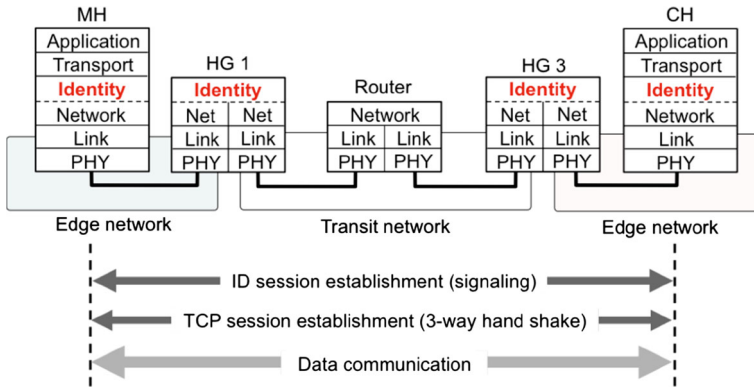 MH
CH
Application
Transport
Identity
Network
Link
PHY
HG 1
Identity
Net Net
Link Link
PHY PHY
Router
Network
Link Link
PHY PHY
HG 3
Identity
Net Net
Link Link
PHY PHY
Application
Transport
Identity
Network
Link
PHY
Edge network
Transit network
Edge network
ID session establishment (signaling)
TCP session establishment (3-way hand shake)
Data communication